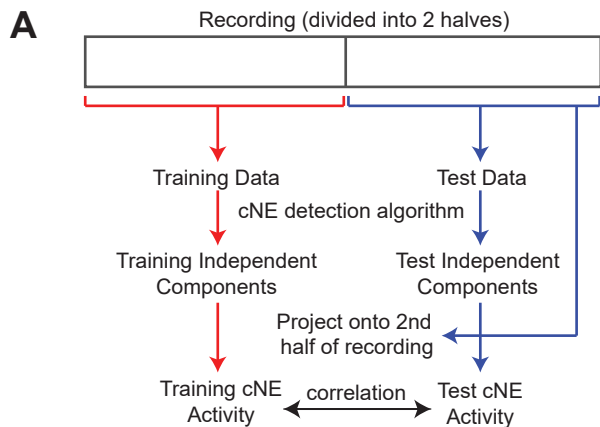 A
Recording (divided into 2 halves)
Training Data
Test Data
cNE detection algorithm
Training Independent
Components
Test Independent
Components
Project onto 2nd
half of recording
Training cNE
Activity
correlation
Test cNE
Activity